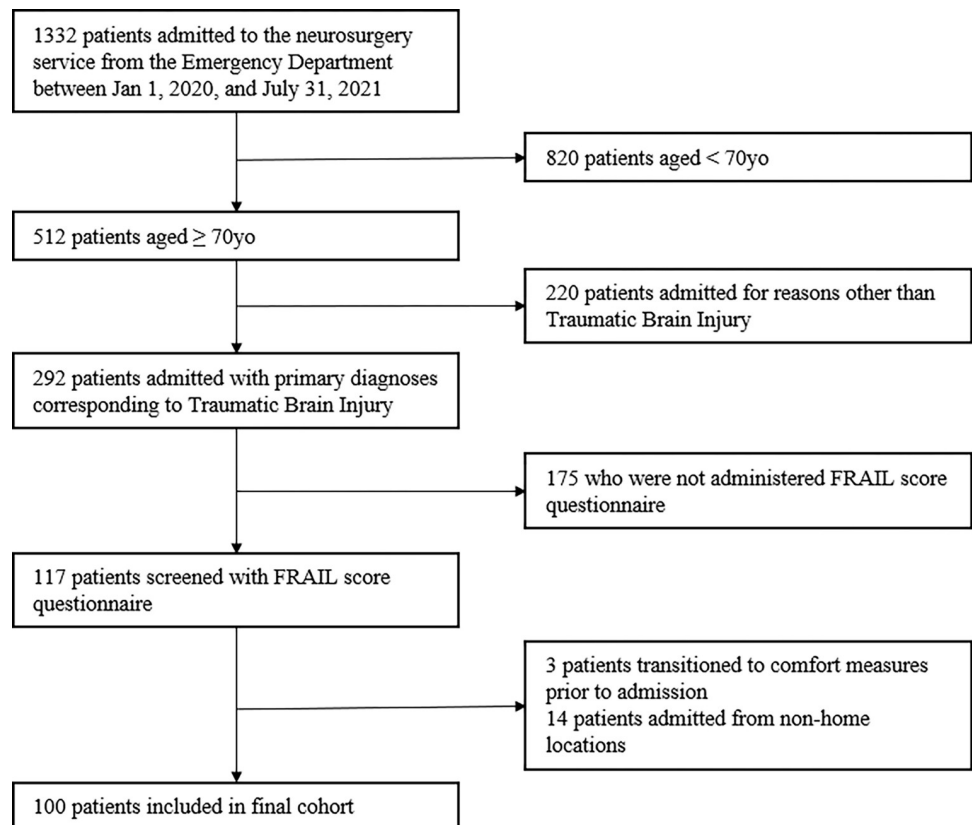 1332 patients admitted to the neurosurgery
service from the Emergency Department
between Jan 1, 2020, and July 31, 2021
820 patients aged < 70yo
512 patients aged ≥ 70yo
220 patients admitted for reasons other than
Traumatic Brain Injury
292 patients admitted with primary diagnoses
corresponding to Traumatic Brain Injury
175 who were not administered FRAIL score
questionnaire
117 patients screened with FRAIL score
questionnaire
3 patients transitioned to comfort measures
prior to admission
14 patients admitted from non-home
locations
100 patients included in final cohort